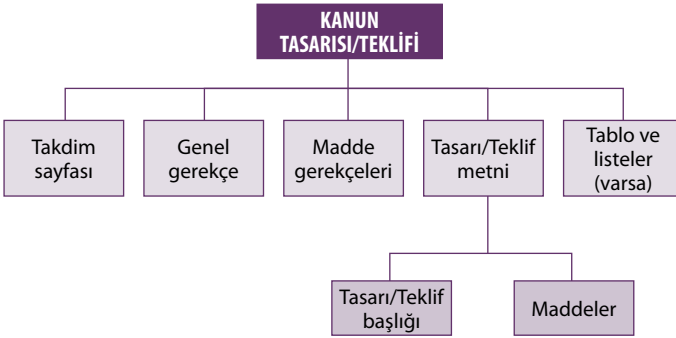 KANUN
TASARISI/TEKLİFİ
Takdim
sayfası
Genel
gerekçe
Madde
gerekçeleri
Tasarı/Teklif
metni
Tablo ve
listeler
(varsa)
Tasarı/Teklif
başlığı
Maddeler